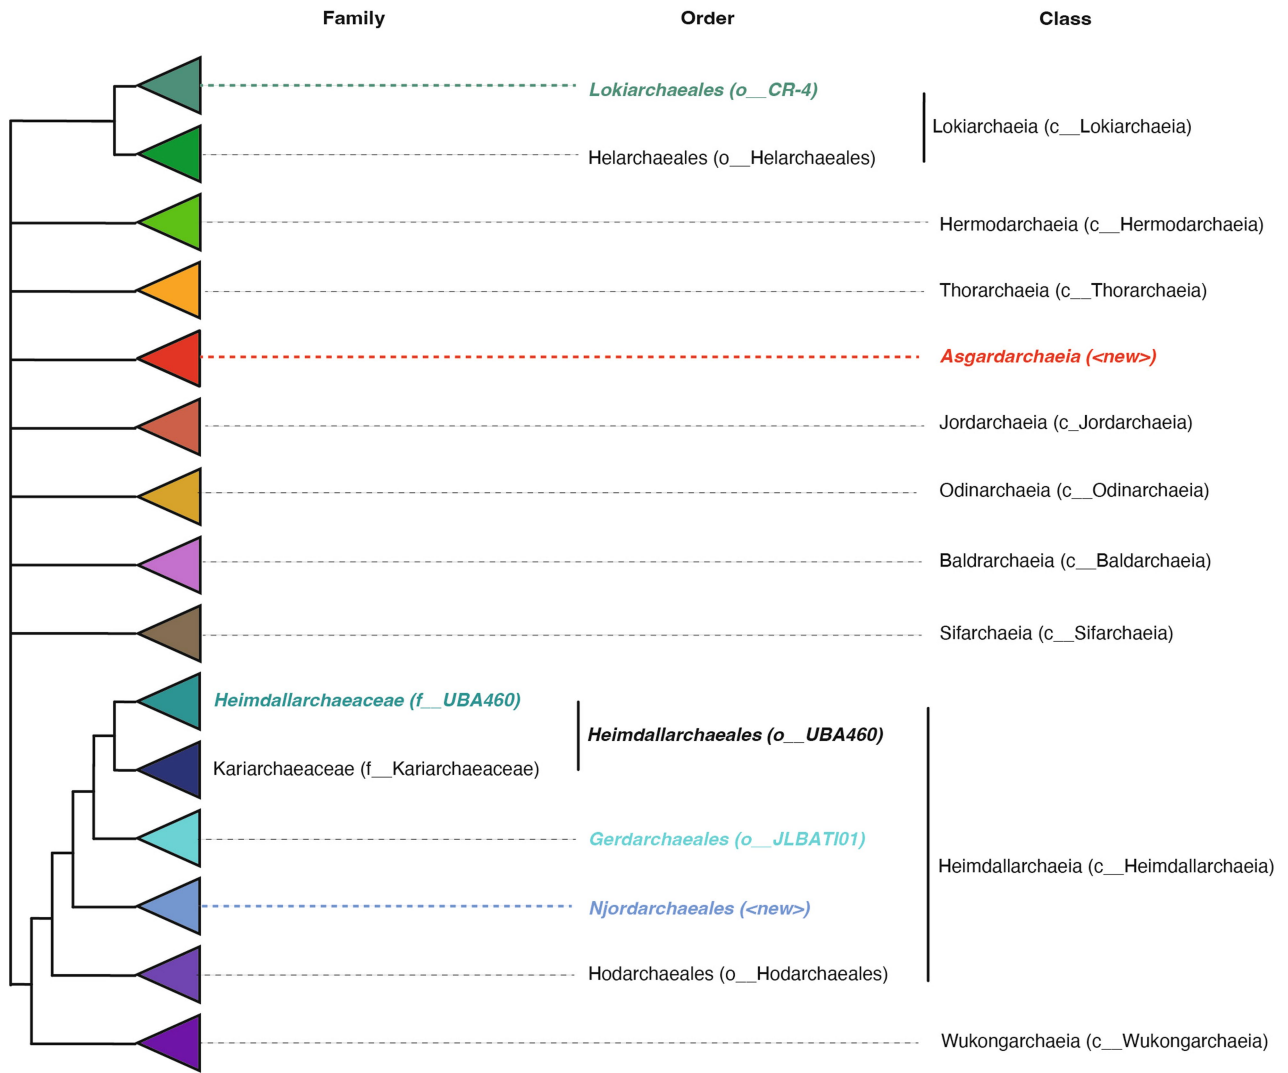 Family Order Class
Lokiarchaeales (o__CR-4)
Lokiarchaeia (c__Lokiarchaeia)
Helarchaeales (o__Helarchaeales)
Hermodarchaeia (c__Hermodarchaeia)
Thorarchaeia (c__Thorarchaeia)
Asgardarchaeia (<new>)
Jordarchaeia (c_Jordarchaeia)
Odinarchaeia (c__Odinarchaeia)
Baldrarchaeia (c__Baldarchaeia)
Sifarchaeia (c__Sifarchaeia)
Heimdallarchaeaceae (f__UBA460)
Heimdallarchaeales (o__UBA460)
Kariarchaeaceae (f__Kariarchaeaceae)
Gerdarchaeales (o__JLBATI01)
Heimdallarchaeia (c__Heimdallarchaeia)
Njordarchaeales (<new>)
Hodarchaeales (o__Hodarchaeales)
Wukongarchaeia (c__Wukongarchaeia)